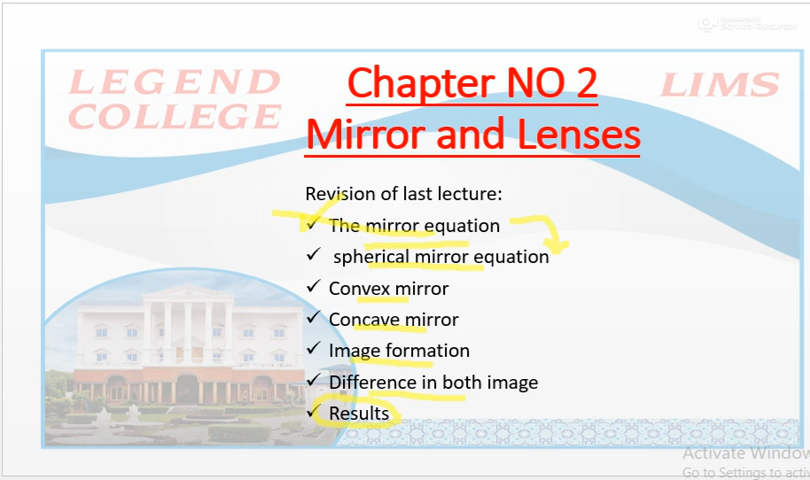 LEGEND COLLEGE
Chapter NO 2
LIMS
Mirror and Lenses
Revision of last lecture:
✓ The mirror equation
✓ spherical mirror equation
✓ Convex mirror
✓ Concave mirror
✓ Image formation
✓ Difference in both image
✓ Results
Activate Window
Go to Settings to activ